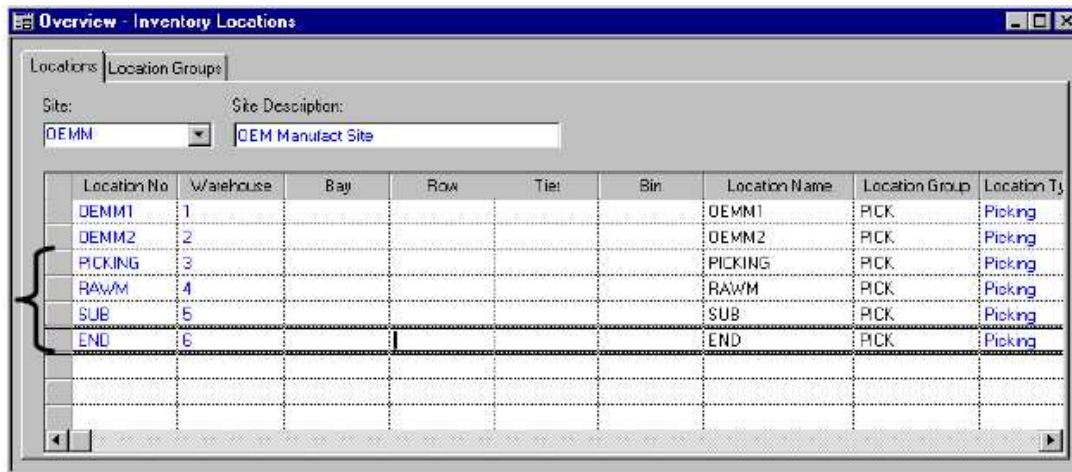 Overview - Inventory Locations
Locations Location Groups
Site: Site Description:
OEMM OEM Manufact Site
Location No Warehouse Bay Row Tier Bin Location Name Location Group Location Ty
OEMM1 1 OEMM1 PICK Picking
OEMM2 2 OEMM2 PICK Picking
PICKING 3 PICKING PICK Picking
RAWM 4 RAWM PICK Picking
SUB 5 SUB PICK Picking
END 6 END PICK Picking